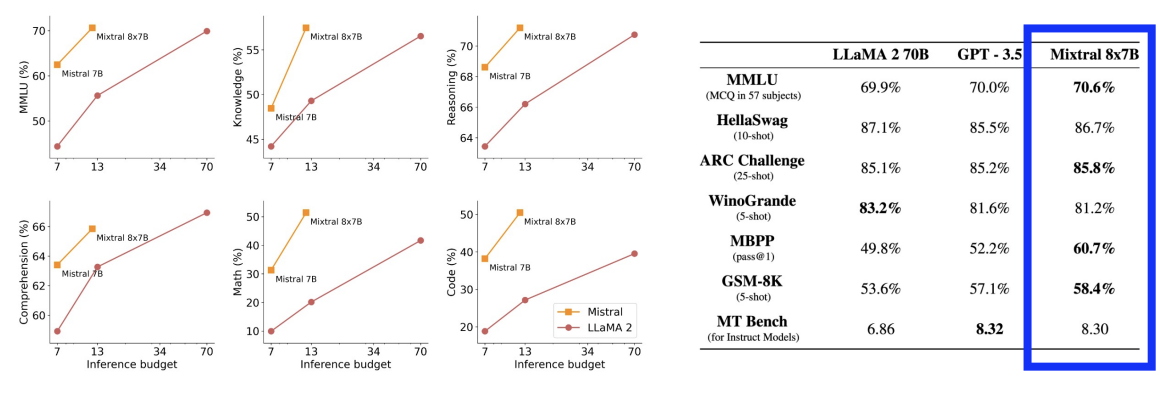 MMLU (%)
70
60
50
Mixtral 8x7B
Mistral 7B
7 13 34 70
Knowledge (%)
55
50
45
Mixtral 8x7B
Mistral 7B
7 13 34 70
Reasoning (%)
70
68
66
64
Mixtral 8x7B
Mistral 7B
7 13 34 70
Comprehension (%)
66
64
62
60
Mixtral 8x7B
Mistral 7B
7 13 34 70
Inference budget
Math (%)
50
40
30
20
10
Mixtral 8x7B
Mistral 7B
7 13 34 70
Inference budget
Code (%)
50
40
30
20
Mixtral 8x7B
Mistral 7B
Mistral
LLaMA 2
7 13 34 70
Inference budget
LLaMA 2 70B GPT - 3.5 Mixtral 8x7B
MMLU
(MCQ in 57 subjects)
69.9% 70.0% 70.6%
HellaSwag
(10-shot)
87.1% 85.5% 86.7%
ARC Challenge
(25-shot)
85.1% 85.2% 85.8%
WinoGrande
(5-shot)
83.2% 81.6% 81.2%
MBPP
(pass@1)
49.8% 52.2% 60.7%
GSM-8K
(5-shot)
53.6% 57.1% 58.4%
MT Bench
(for Instruct Models)
6.86 8.32 8.30